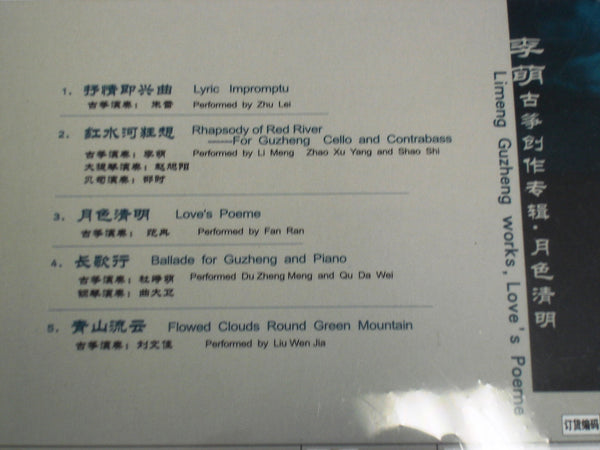 1. 抒情即兴曲 Lyric Impromptu
古筝演奏：朱蕾 Performed by Zhu Lei
2. 红水河狂想 Rhapsody of Red River
——For Guzheng Cello and Contrabass
古筝演奏：李萌 Performed by Li Meng Zhao Xu Yang and Shao Shi
大提琴演奏：赵旭阳
贝司演奏：
3. 月色清明 Love's Poeme
古筝演奏：范冉 Performed by Fan Ran
4. 长歌行 Ballade for Guzheng and Piano
古筝演奏： Performed Du Zheng Meng and Qu Da Wei
钢琴演奏：曲大卫
5. 青山流云 Flowed Clouds Round Green Mountain
古筝演奏：刘文佳 Performed by Liu Wen Jia
李萌古筝创作专辑·月色清明
Limeng Guzheng works, Love's Poeme
订货编码